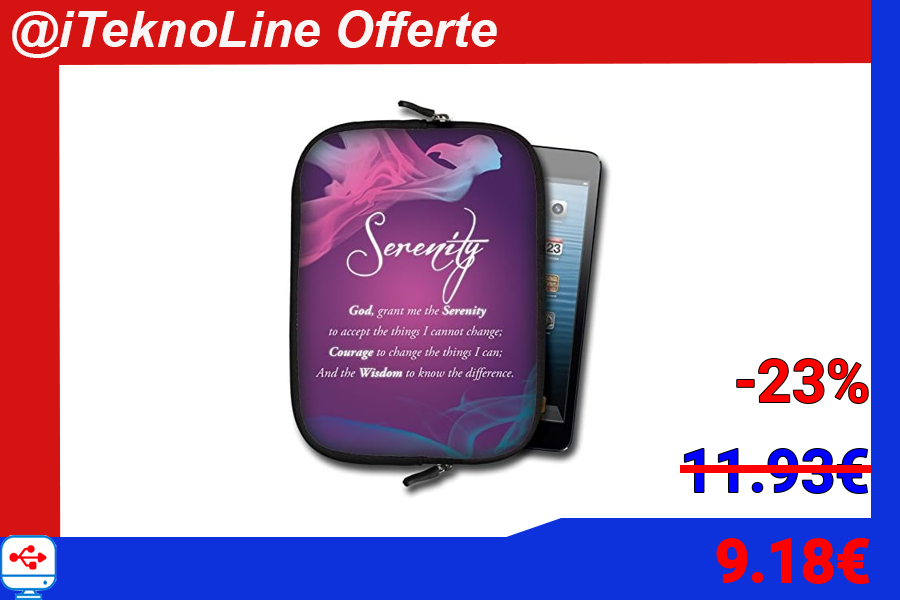 @iTeknoLine Offerte
Serenity
God, grant me the Serenity
to accept the things I cannot change;
Courage to change the things I can;
And the Wisdom to know the difference.
23
-23%
11.93€
9.18€